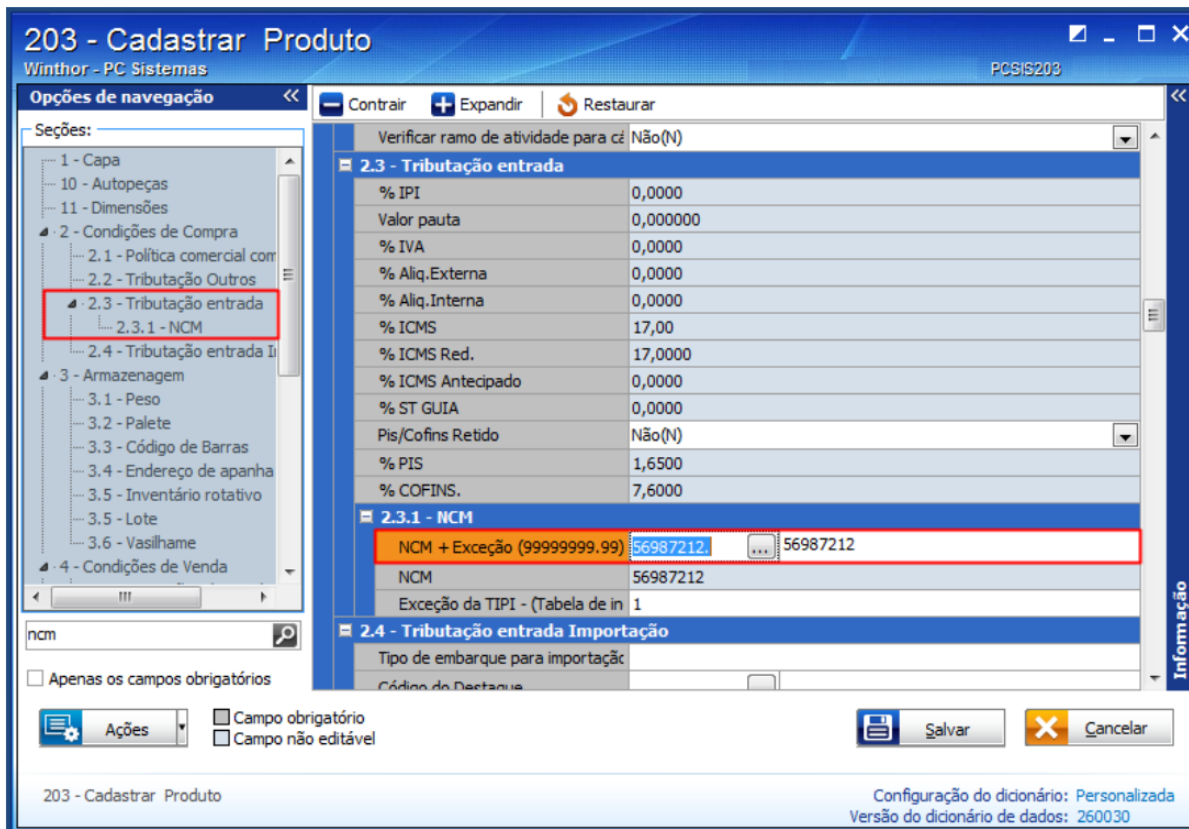 203 - Cadastrar Produto
Winthor - PC Sistemas
PCSIS203
Opções de navegação
Seções:
1 - Capa
10 - Autopeças
11 - Dimensões
2 - Condições de Compra
2.1 - Política comercial com
2.2 - Tributação Outros
2.3 - Tributação entrada
2.3.1 - NCM
2.4 - Tributação entrada I
3 - Armazenagem
3.1 - Peso
3.2 - Palete
3.3 - Código de Barras
3.4 - Endereço de apanha
3.5 - Inventário rotativo
3.5 - Lote
3.6 - Vasilhame
4 - Condições de Venda
ncm
Apenas os campos obrigatórios
Contrair Expandir Restaurar
Verificar ramo de atividade para cá Não(N)
2.3 - Tributação entrada
% IPI 0,0000
Valor pauta 0,000000
% IVA 0,0000
% Aliq.Externa 0,0000
% Aliq.Interna 0,0000
% ICMS 17,00
% ICMS Red. 17,0000
% ICMS Antecipado 0,0000
% ST GUIA 0,0000
Pis/Cofins Retido Não(N)
% PIS 1,6500
% COFINS. 7,6000
2.3.1 - NCM
NCM + Exceção (99999999.99) 56987212. ... 56987212
NCM 56987212
Exceção da TIPI - (Tabela de in 1
2.4 - Tributação entrada Importação
Tipo de embarque para importação
Código do Destaque
Informação
Ações
Campo obrigatório
Campo não editável
Salvar
Cancelar
203 - Cadastrar Produto
Configuração do dicionário: Personalizada
Versão do dicionário de dados: 260030